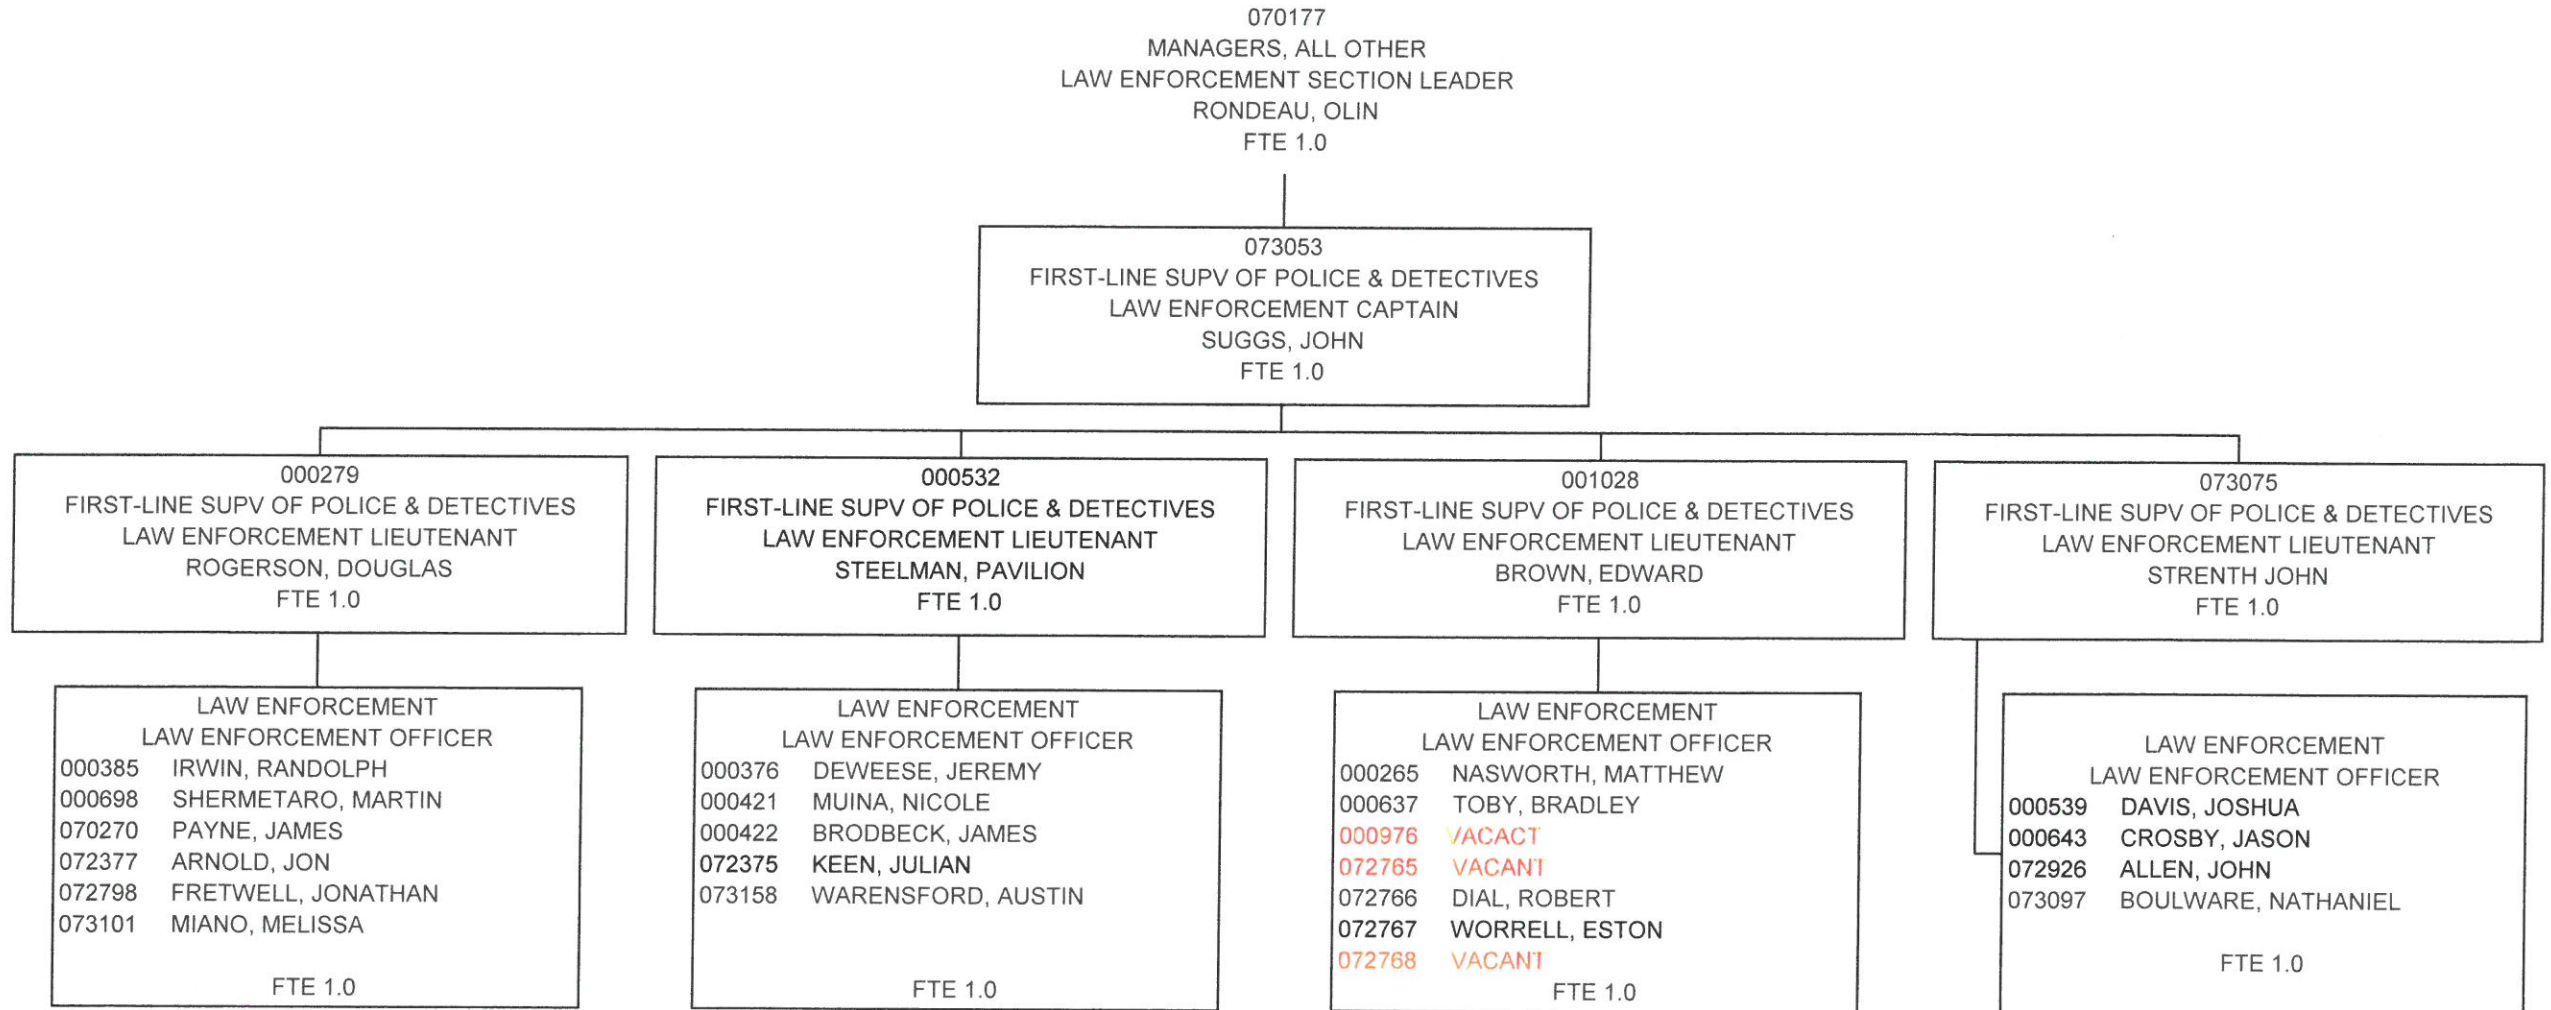 070177
MANAGERS, ALL OTHER
LAW ENFORCEMENT SECTION LEADER
RONDEAU, OLIN
FTE 1.0
073053
FIRST-LINE SUPV OF POLICE & DETECTIVES
LAW ENFORCEMENT CAPTAIN
SUGGS, JOHN
FTE 1.0
000279
FIRST-LINE SUPV OF POLICE & DETECTIVES
LAW ENFORCEMENT LIEUTENANT
ROGERSON, DOUGLAS
FTE 1.0
000532
FIRST-LINE SUPV OF POLICE & DETECTIVES
LAW ENFORCEMENT LIEUTENANT
STEELMAN, PAVILION
FTE 1.0
001028
FIRST-LINE SUPV OF POLICE & DETECTIVES
LAW ENFORCEMENT LIEUTENANT
BROWN, EDWARD
FTE 1.0
073075
FIRST-LINE SUPV OF POLICE & DETECTIVES
LAW ENFORCEMENT LIEUTENANT
STRENTH JOHN
FTE 1.0
LAW ENFORCEMENT
LAW ENFORCEMENT OFFICER
000385 IRWIN, RANDOLPH
000698 SHERMETARO, MARTIN
070270 PAYNE, JAMES
072377 ARNOLD, JON
072798 FRETWELL, JONATHAN
073101 MIANO, MELISSA
FTE 1.0
LAW ENFORCEMENT
LAW ENFORCEMENT OFFICER
000376 DEWEESE, JEREMY
000421 MUINA, NICOLE
000422 BRODBECK, JAMES
072375 KEEN, JULIAN
073158 WARENSFORD, AUSTIN
FTE 1.0
LAW ENFORCEMENT
LAW ENFORCEMENT OFFICER
000265 NASWORTH, MATTHEW
000637 TOBY, BRADLEY
000976 VACACT
072765 VACANT
072766 DIAL, ROBERT
072767 WORRELL, ESTON
072768 VACANT
FTE 1.0
LAW ENFORCEMENT
LAW ENFORCEMENT OFFICER
000539 DAVIS, JOSHUA
000643 CROSBY, JASON
072926 ALLEN, JOHN
073097 BOULWARE, NATHANIEL
FTE 1.0